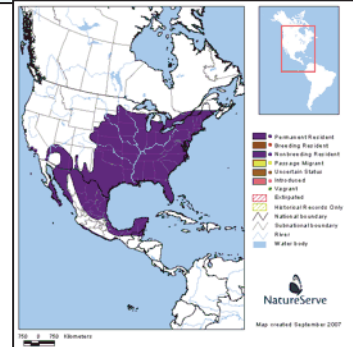 Permanent Resident
Breeding Resident
Nonbreeding Resident
Passage Migrant
Uncertain Status
Introduced
Vagrant
Extirpated
Historical Records Only
National boundary
Subnational boundary
River
Water body
NatureServe
Map created September 2007
750 0 750 Kilometers